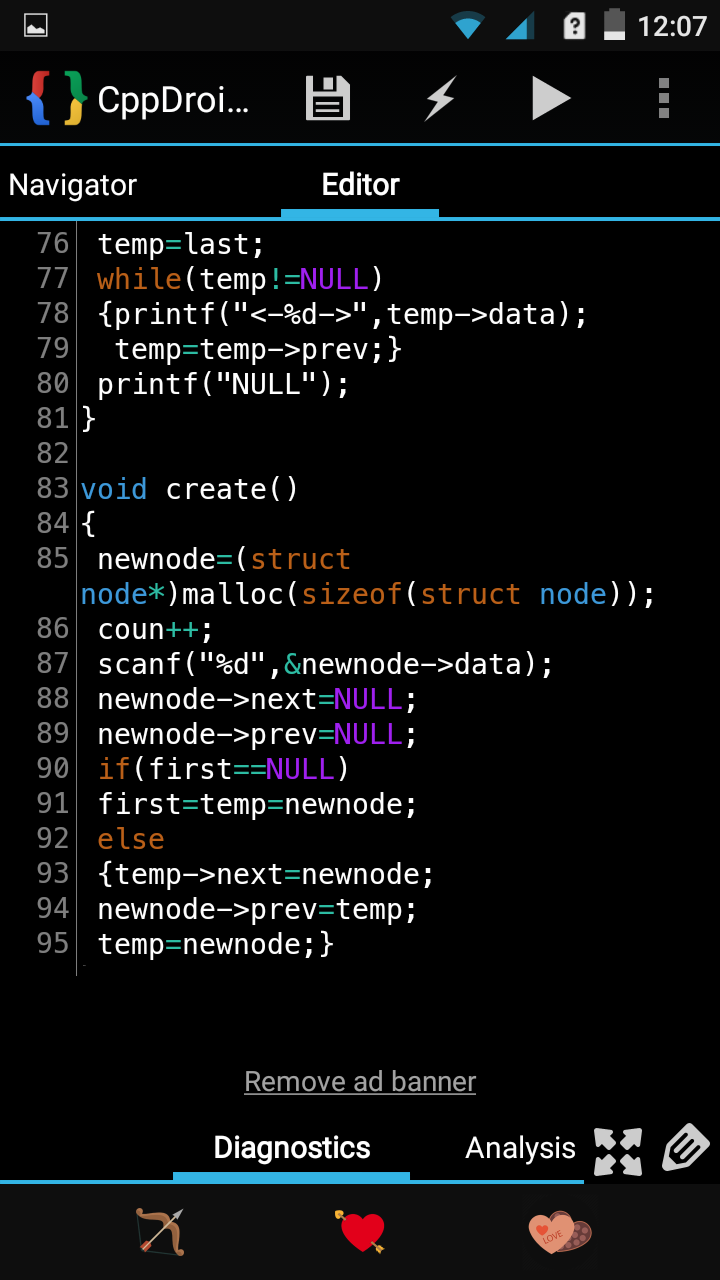 12:07
CppDroi...
Navigator
Editor
76 temp=last;
77 while(temp!=NULL)
78 {printf("<-%d->",temp->data);
79 temp=temp->prev;}
80 printf("NULL");
81 }
82
83 void create()
84 {
85 newnode=(struct
node*)malloc(sizeof(struct node));
86 coun++;
87 scanf("%d",&newnode->data);
88 newnode->next=NULL;
89 newnode->prev=NULL;
90 if(first==NULL)
91 first=temp=newnode;
92 else
93 {temp->next=newnode;
94 newnode->prev=temp;
95 temp=newnode;}
Remove ad banner
Diagnostics
Analysis
LOVE